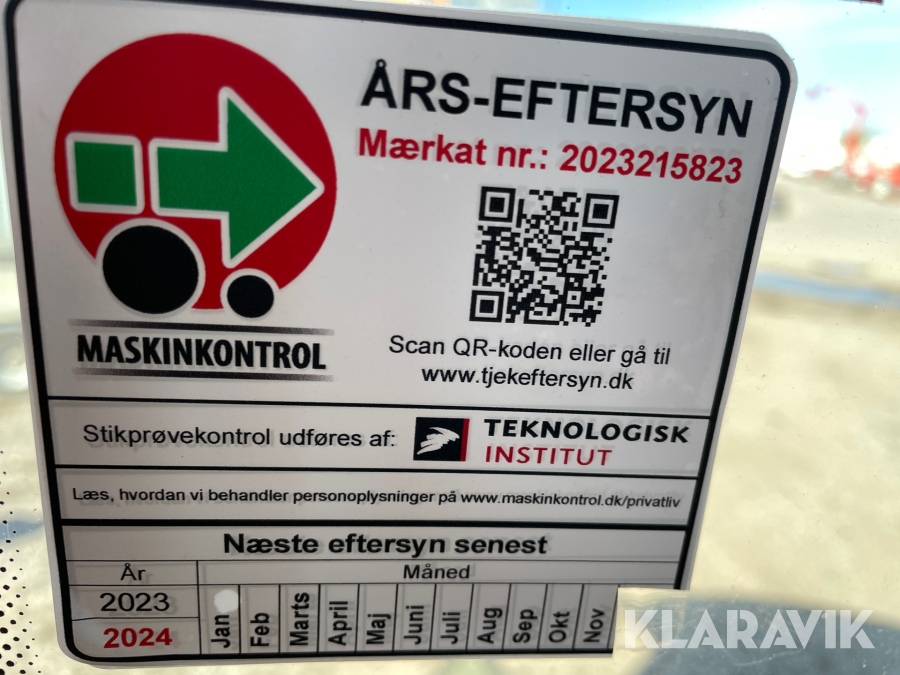 ÅRS-EFTERSYN
Mærkat nr.: 2023215823
MASKINKONTROL
Scan QR-koden eller gå til
www.tjekeftersyn.dk
Stikprøvekontrol udføres af:
TEKNOLOGISK
INSTITUT
Læs, hvordan vi behandler personoplysninger på www.maskinkontrol.dk/privatliv
Næste eftersyn senest
År Måned
2023
2024
Jan Feb Marts April Maj Juni Juli Aug Sep Okt Nov
KLARAVIK